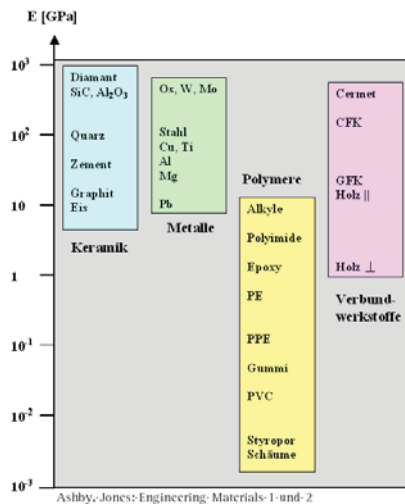 E [GPa]
10³
10²
10
1
10⁻¹
10⁻²
10⁻³
Diamant
SiC, Al₂O₃
Quarz
Zement
Graphit
Eis
Keramik
Os, W, Mo
Stahl
Cu, Ti
Al
Mg
Pb
Metalle
Polymere
Alkyle
Polyimide
Epoxy
PE
PPE
Gummi
PVC
Styropor
Schäume
Cermet
CFK
GFK
Holz ||
Holz ⊥
Verbund-
werkstoffe
Ashby, Jones: Engineering Materials 1 und 2